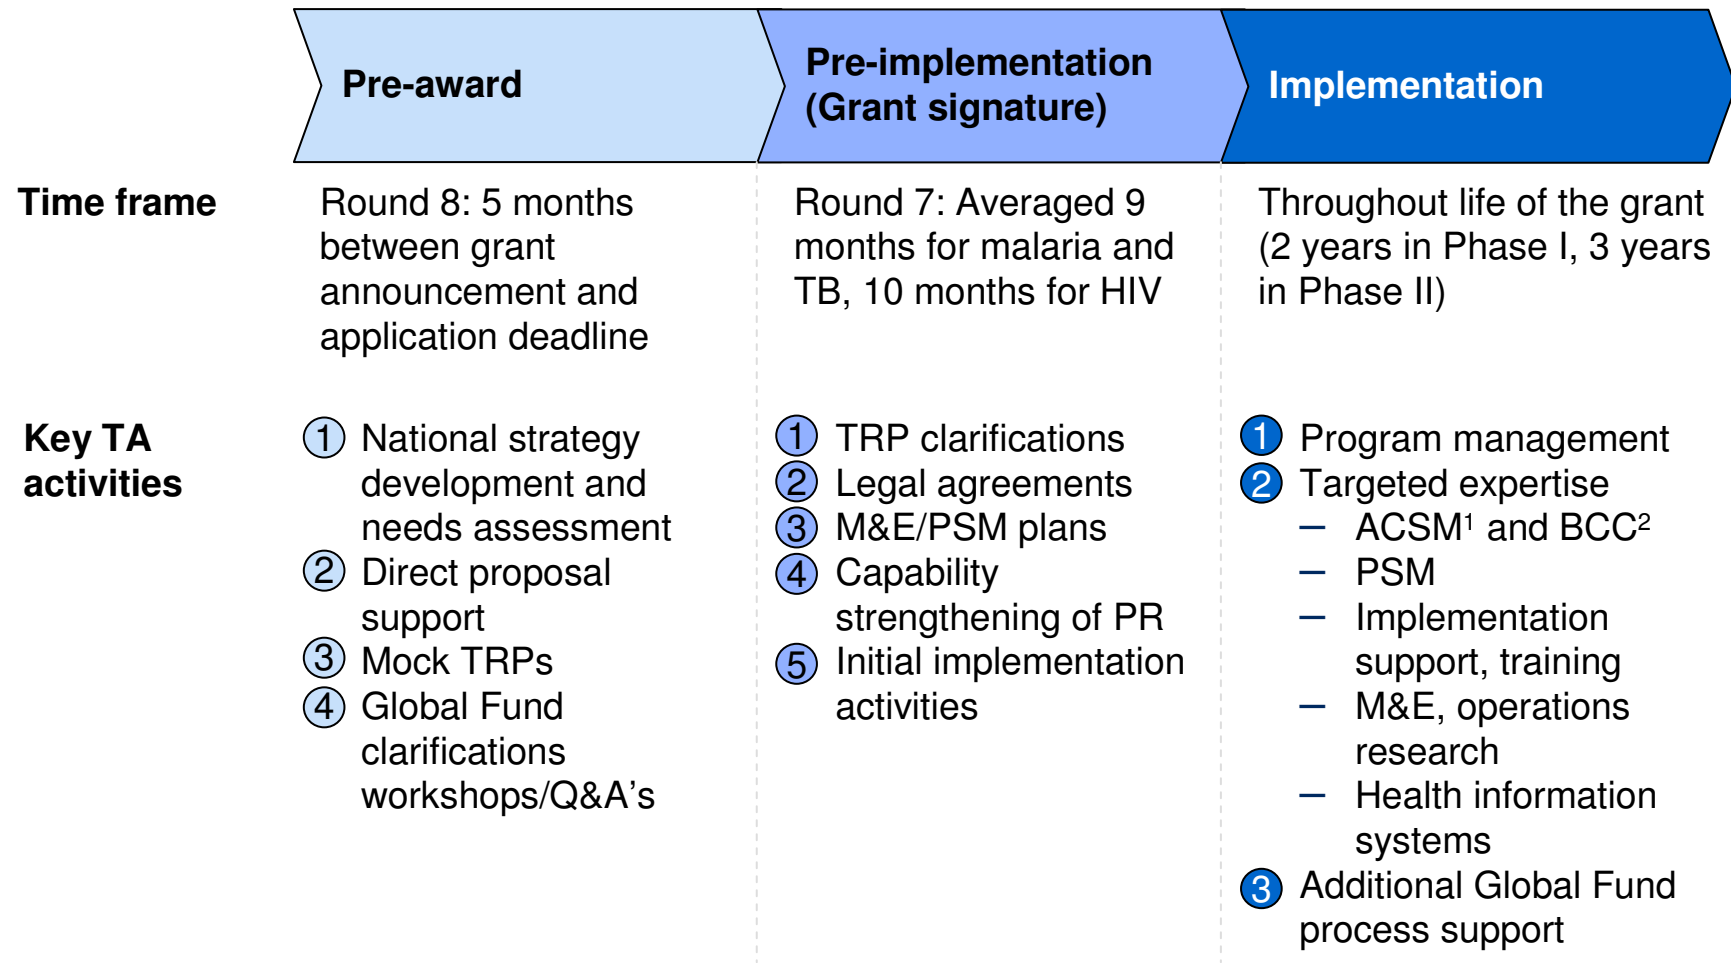 Pre-award
Pre-implementation
(Grant signature)
Implementation
Time frame
Round 8: 5 months
between grant
announcement and
application deadline
Round 7: Averaged 9
months for malaria and
TB, 10 months for HIV
Throughout life of the grant
(2 years in Phase I, 3 years
in Phase II)
Key TA
activities
1 National strategy
development and
needs assessment
2 Direct proposal
support
3 Mock TRPs
4 Global Fund
clarifications
workshops/Q&A’s
1 TRP clarifications
2 Legal agreements
3 M&E/PSM plans
4 Capability
strengthening of PR
5 Initial implementation
activities
1 Program management
2 Targeted expertise
– ACSM¹ and BCC²
– PSM
– Implementation
support, training
– M&E, operations
research
– Health information
systems
3 Additional Global Fund
process support